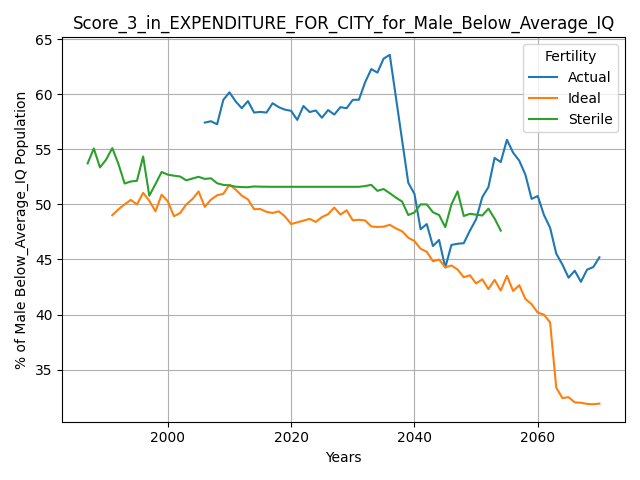 Score_3_in_EXPENDITURE_FOR_CITY_for_Male_Below_Average_IQ
65
60
55
50
45
40
35
% of Male Below_Average_IQ Population
Fertility
Actual
Ideal
Sterile
2000
2020
2040
2060
Years